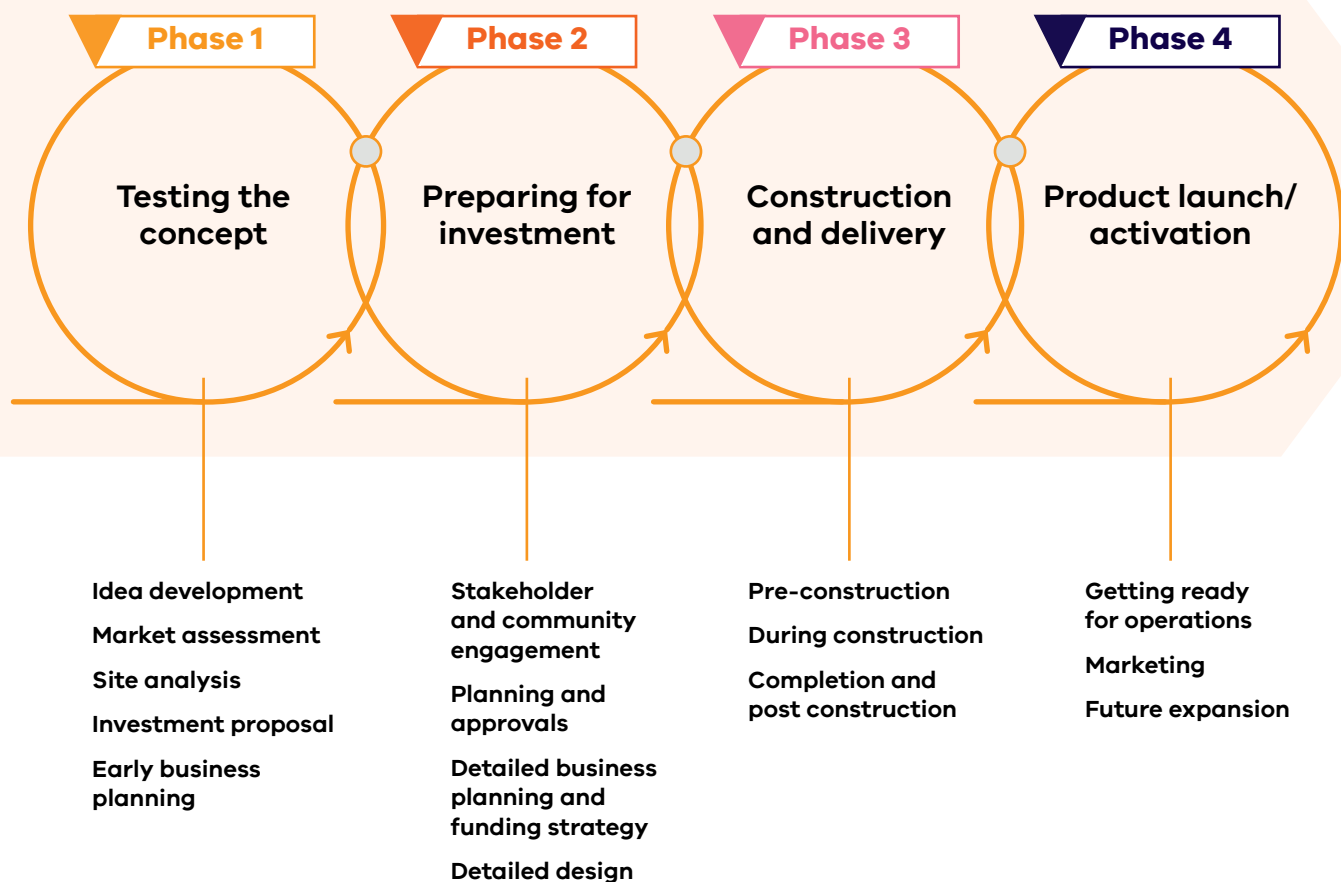 Phase 1
Testing the
concept
Idea development
Market assessment
Site analysis
Investment proposal
Early business
planning
Phase 2
Preparing for
investment
Stakeholder
and community
engagement
Planning and
approvals
Detailed business
planning and
funding strategy
Detailed design
Phase 3
Construction
and delivery
Pre-construction
During construction
Completion and
post construction
Phase 4
Product launch/
activation
Getting ready
for operations
Marketing
Future expansion